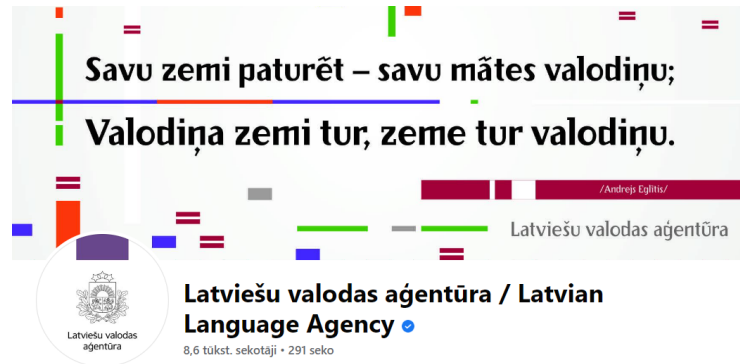 Savu zemi paturēt – savu mātes valodiņu;
Valodiņa zemi tur, zeme tur valodiņu.
/Andrejs Eglītis/
Latviešu valodas aģentūra
Latviešu valodas
aģentūra
Latviešu valodas aģentūra / Latvian
Language Agency
8,6 tūkst. sekotāji • 291 seko